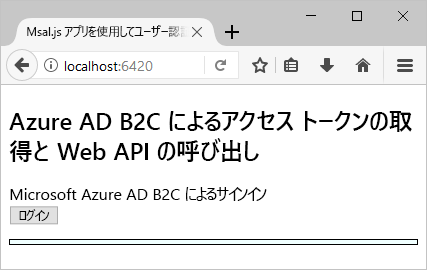 Msal.js アプリを使用してユーザー認
localhost:6420
Azure AD B2C によるアクセス トークンの取
得と Web API の呼び出し
Microsoft Azure AD B2C によるサインイン
ログイン